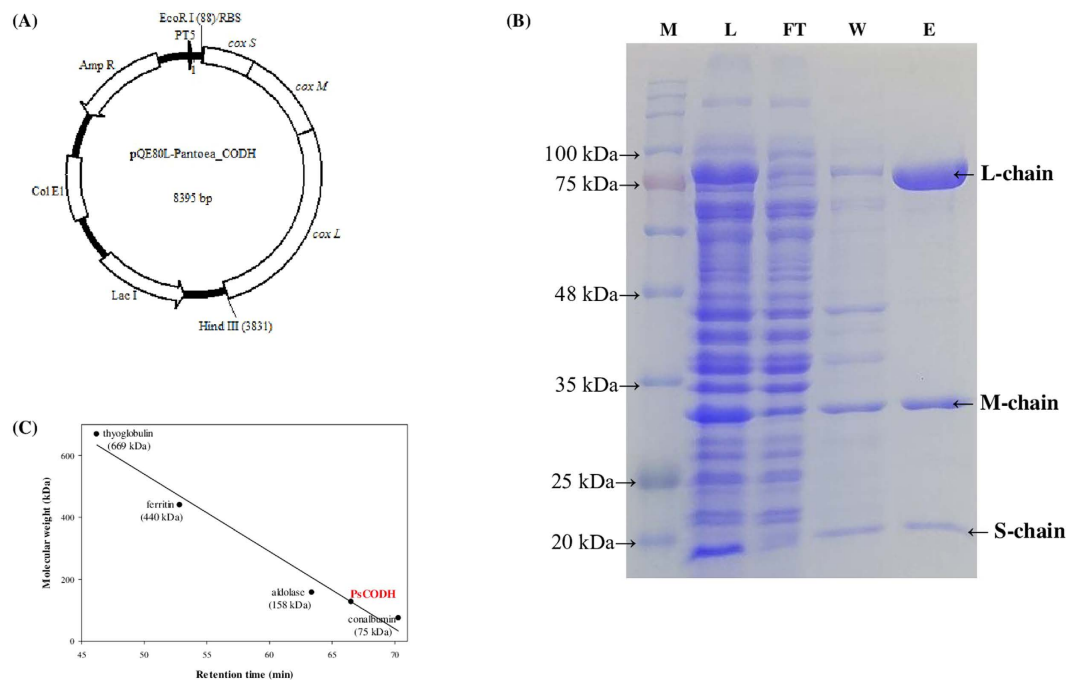 (A)
EcoR I (88)/RBS
PT5
cox S
1
Amp R
cox M
pQE80L-Pantoea_CODH
8395 bp
Col E1
cox L
Lac I
Hind III (3831)
(B)
M L FT W E
100 kDa→
75 kDa→
48 kDa→
35 kDa→
25 kDa→
20 kDa→
← L-chain
← M-chain
← S-chain
(C)
Molecular weight (kDa)
600
400
200
0
thyoglobulin
(669 kDa)
ferritin
(440 kDa)
aldolase
(158 kDa)
PsCODH
conalbumin
(75 kDa)
45 50 55 60 65 70
Retention time (min)